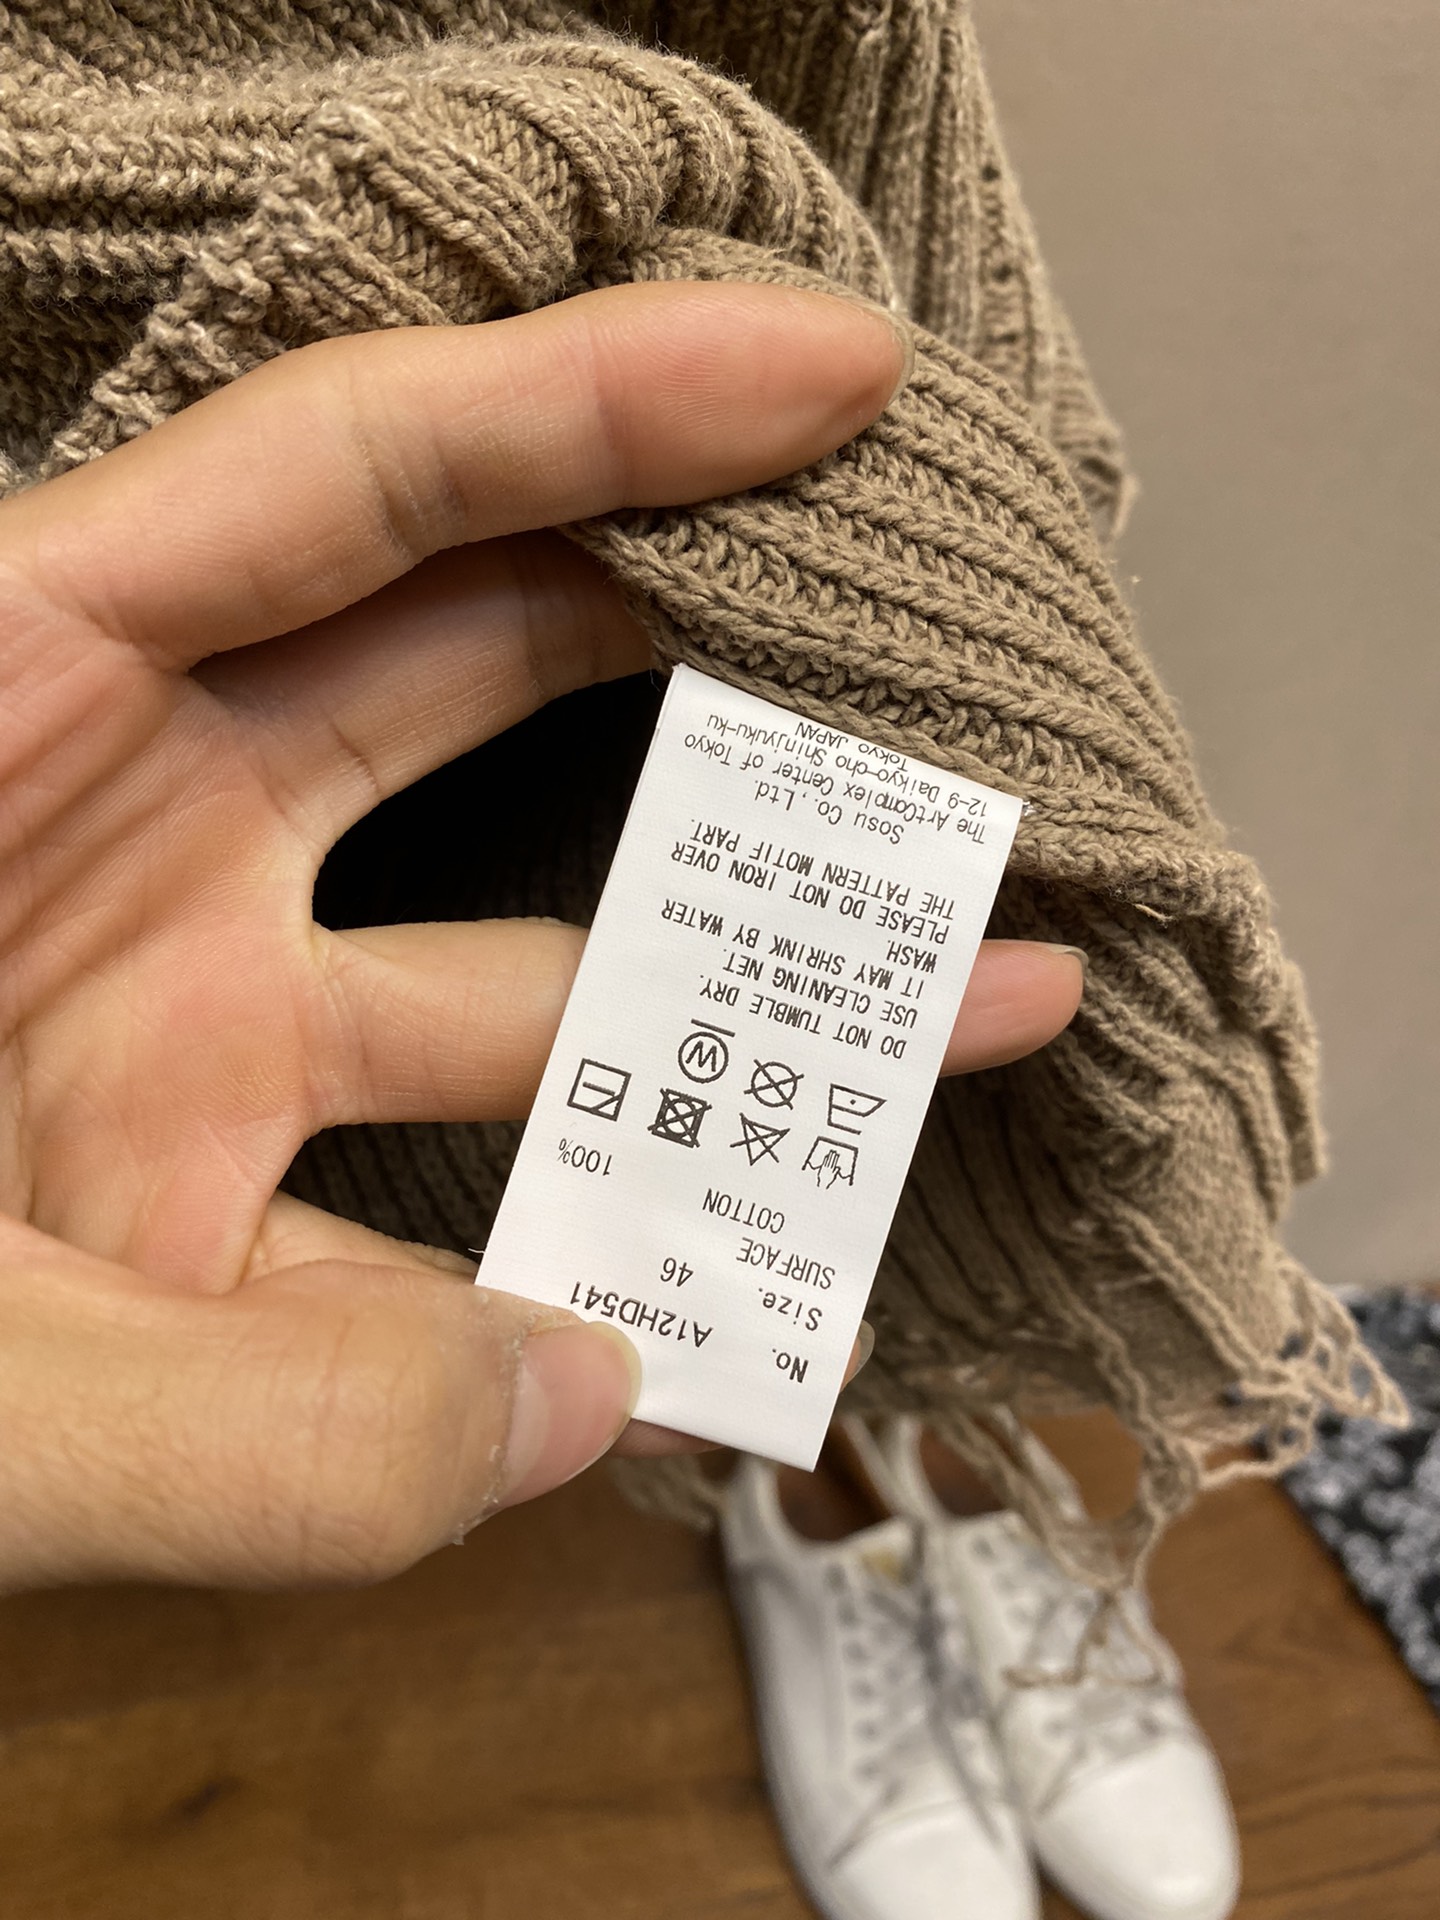 No. A12HD541
Size. 46
SURFACE
COTTON 100%
W
DO NOT TUMBLE DRY.
USE CLEANING NET.
IT MAY SHRINK BY WATER
WASH.
PLEASE DO NOT IRON OVER
THE PATTERN MOTIF PART.
Sosu Co., Ltd.
The ArtComplex Center of Tokyo
12-9 Daikyo-cho Shinjyuku-ku
Tokyo JAPAN